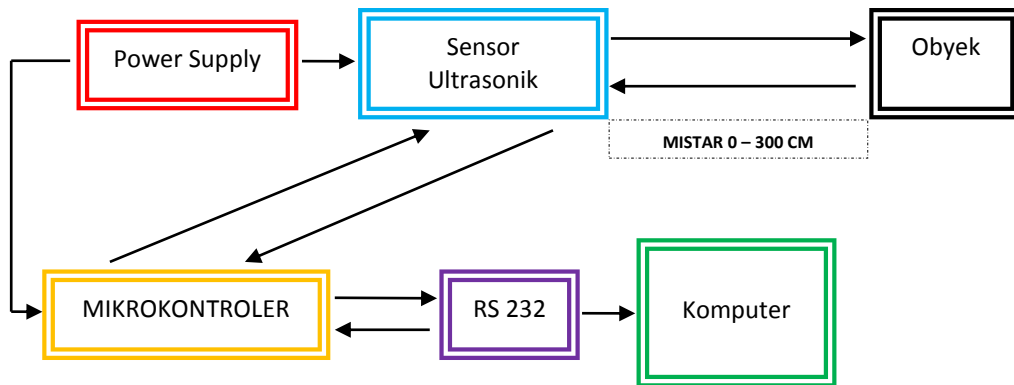 Power Supply
Sensor
Ultrasonik
Obyek
MISTAR 0 – 300 CM
MIKROKONTROLER
RS 232
Komputer